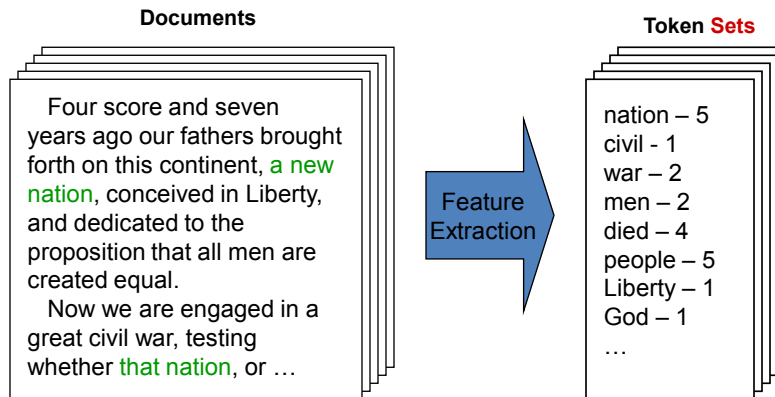 Documents
Four score and seven
years ago our fathers brought
forth on this continent, a new
nation, conceived in Liberty,
and dedicated to the
proposition that all men are
created equal.
Now we are engaged in a
great civil war, testing
whether that nation, or …
Feature
Extraction
Token Sets
nation – 5
civil - 1
war – 2
men – 2
died – 4
people – 5
Liberty – 1
God – 1
…